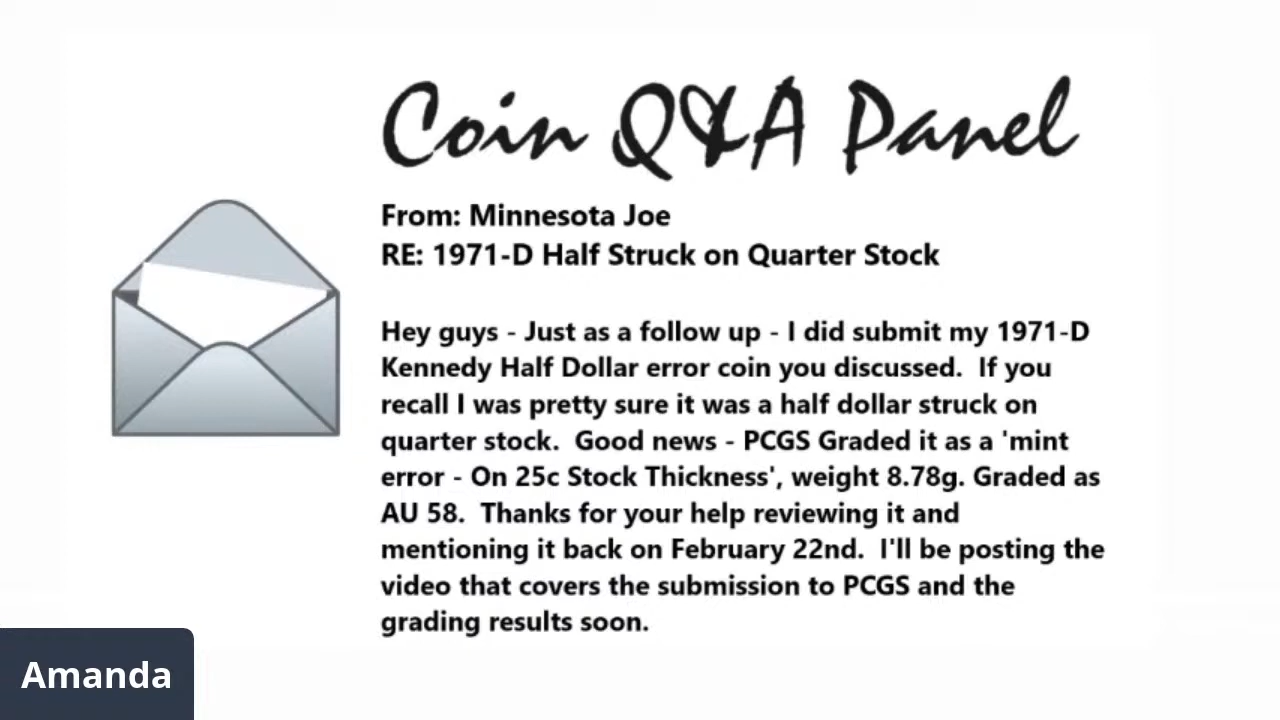 Coin Q&A Panel
From: Minnesota Joe
RE: 1971-D Half Struck on Quarter Stock
Hey guys - Just as a follow up - I did submit my 1971-D
Kennedy Half Dollar error coin you discussed.  If you
recall I was pretty sure it was a half dollar struck on
quarter stock.  Good news - PCGS Graded it as a 'mint
error - On 25c Stock Thickness', weight 8.78g. Graded as
AU 58.  Thanks for your help reviewing it and
mentioning it back on February 22nd.  I'll be posting the
video that covers the submission to PCGS and the
grading results soon.
Amanda